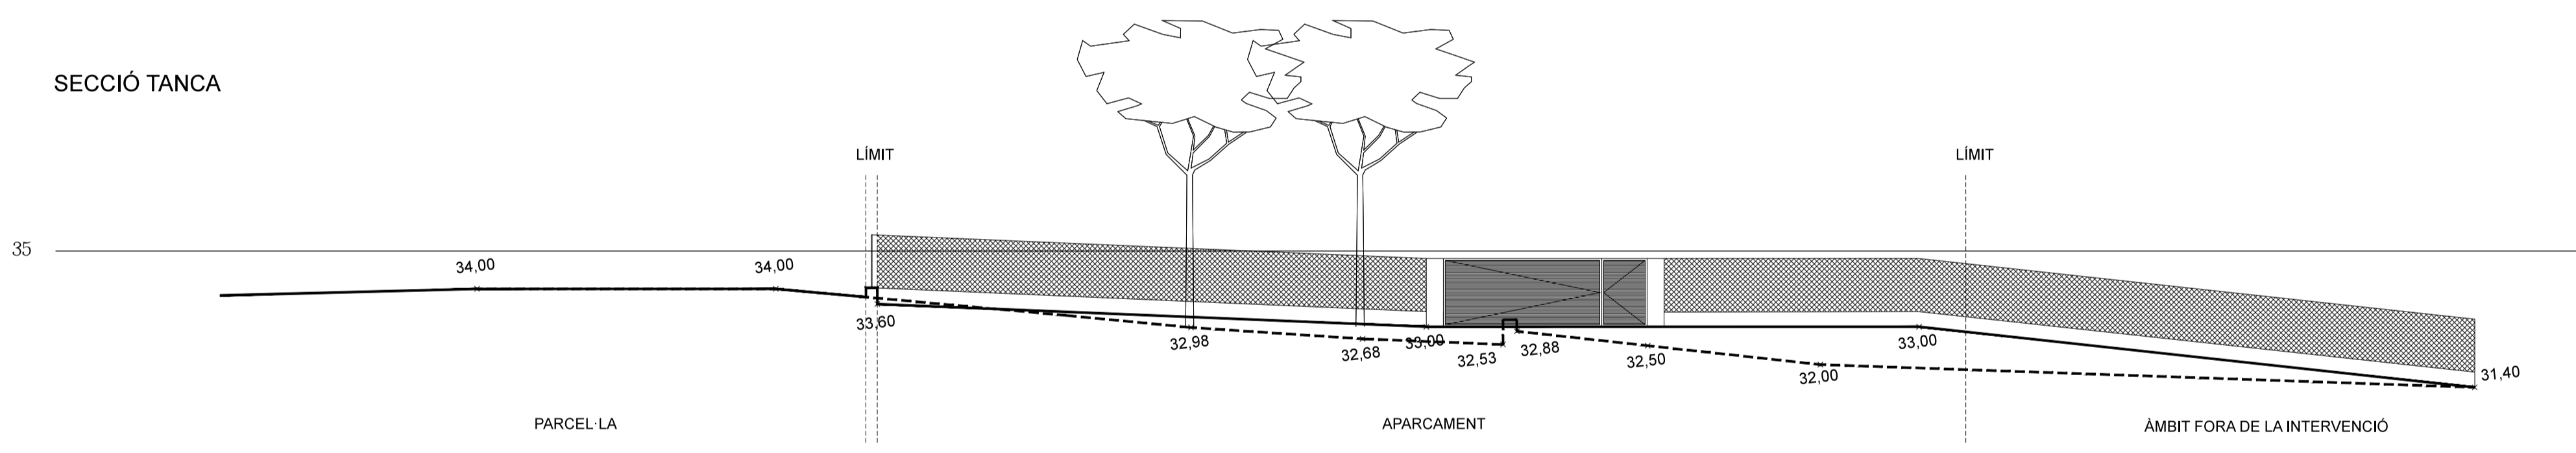 SECCIÓ TANCA
LÍMIT
LÍMIT
35
34,00
34,00
33,60
32,98
32,68
33,00
32,53
32,88
32,50
32,00
33,00
31,40
PARCEL·LA
APARCAMENT
ÀMBIT FORA DE LA INTERVENCIÓ